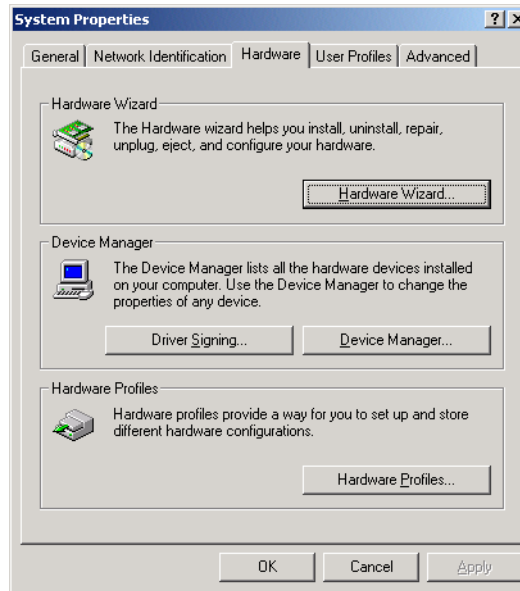 System Properties
General
Network Identification
Hardware
User Profiles
Advanced
Hardware Wizard
The Hardware wizard helps you install, uninstall, repair,
unplug, eject, and configure your hardware.
Hardware Wizard...
Device Manager
The Device Manager lists all the hardware devices installed
on your computer. Use the Device Manager to change the
properties of any device.
Driver Signing...
Device Manager...
Hardware Profiles
Hardware profiles provide a way for you to set up and store
different hardware configurations.
Hardware Profiles...
OK
Cancel
Apply